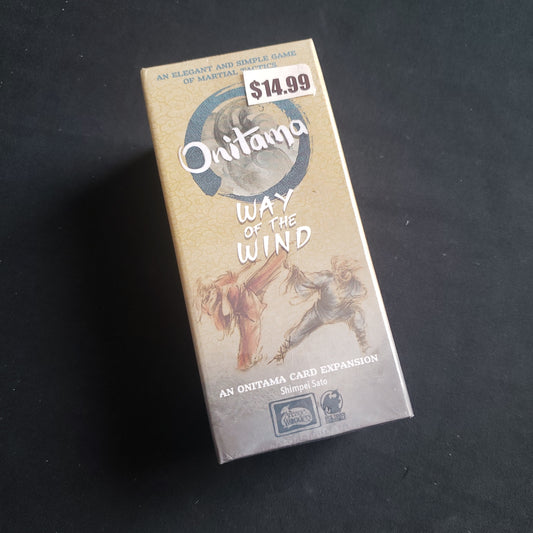 AN ELEGANT AND SIMPLE GAME
OF MARTIAL TACTICS
$14.99
Onitama
WAY
OF THE
WIND
AN ONITAMA CARD EXPANSION
Shimpei Sato